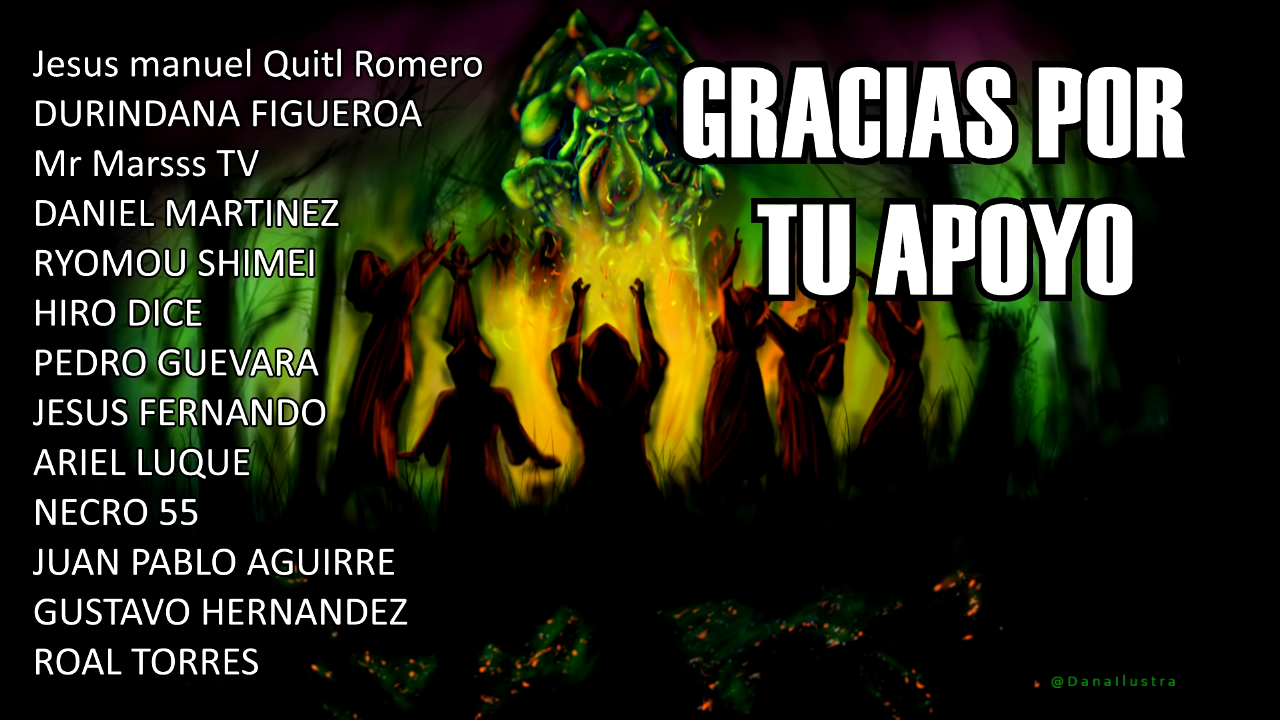 Jesus manuel Quitl Romero
DURINDANA FIGUEROA
Mr Marsss TV
DANIEL MARTINEZ
RYOMOU SHIMEI
HIRO DICE
PEDRO GUEVARA
JESUS FERNANDO
ARIEL LUQUE
NECRO 55
JUAN PABLO AGUIRRE
GUSTAVO HERNANDEZ
ROAL TORRES
GRACIAS POR
TU APOYO
@DanaIlustra